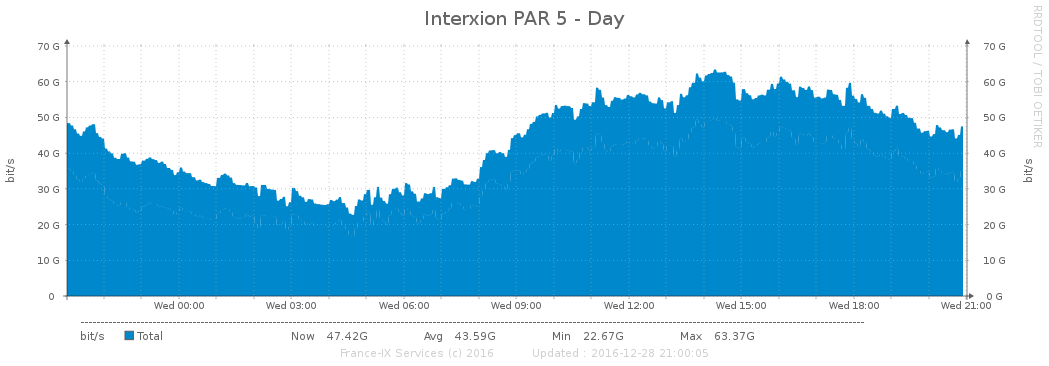 Interxion PAR 5 - Day
RRDTOOL / TOBI OETIKER
bit/s
70 G 70 G
60 G 60 G
50 G 50 G
40 G 40 G
30 G 30 G
20 G 20 G
10 G 10 G
0 0 G
bit/s
Wed 00:00 Wed 03:00 Wed 06:00 Wed 09:00 Wed 12:00 Wed 15:00 Wed 18:00 Wed 21:00
bit/s Total Now 47.42G Avg 43.59G Min 22.67G Max 63.37G
France-IX Services (c) 2016 Updated : 2016-12-28 21:00:05